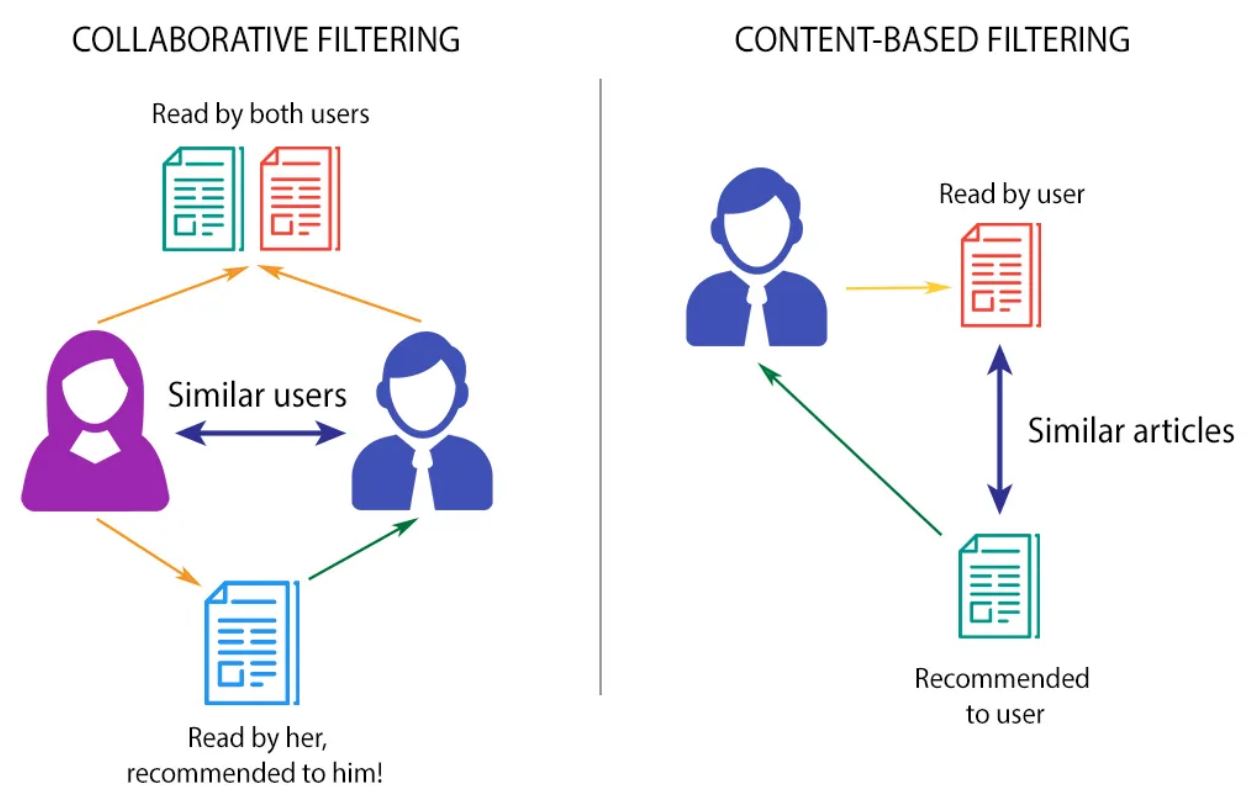 COLLABORATIVE FILTERING
Read by both users
Similar users
Read by her,
recommended to him!
CONTENT-BASED FILTERING
Read by user
Similar articles
Recommended
to user